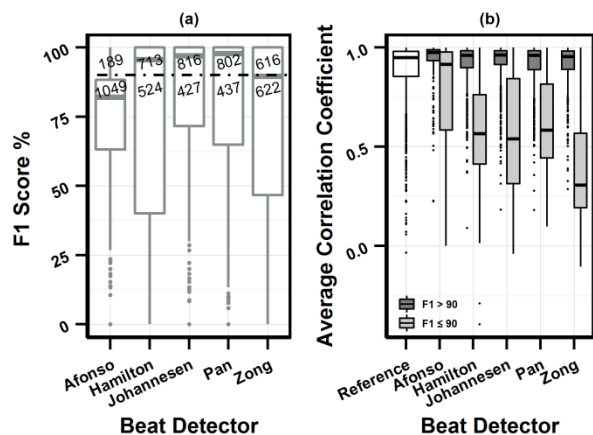 (a)
F1 Score %
100
75
50
25
0
189 713 816 802 616
1049 524 427 437 622
Afonso Hamilton Johannesen Pan Zong
Beat Detector
(b)
Average Correlation Coefficient
1.0
0.5
0.0
F1 > 90
F1 ≤ 90
Reference Afonso Hamilton Johannesen Pan Zong
Beat Detector